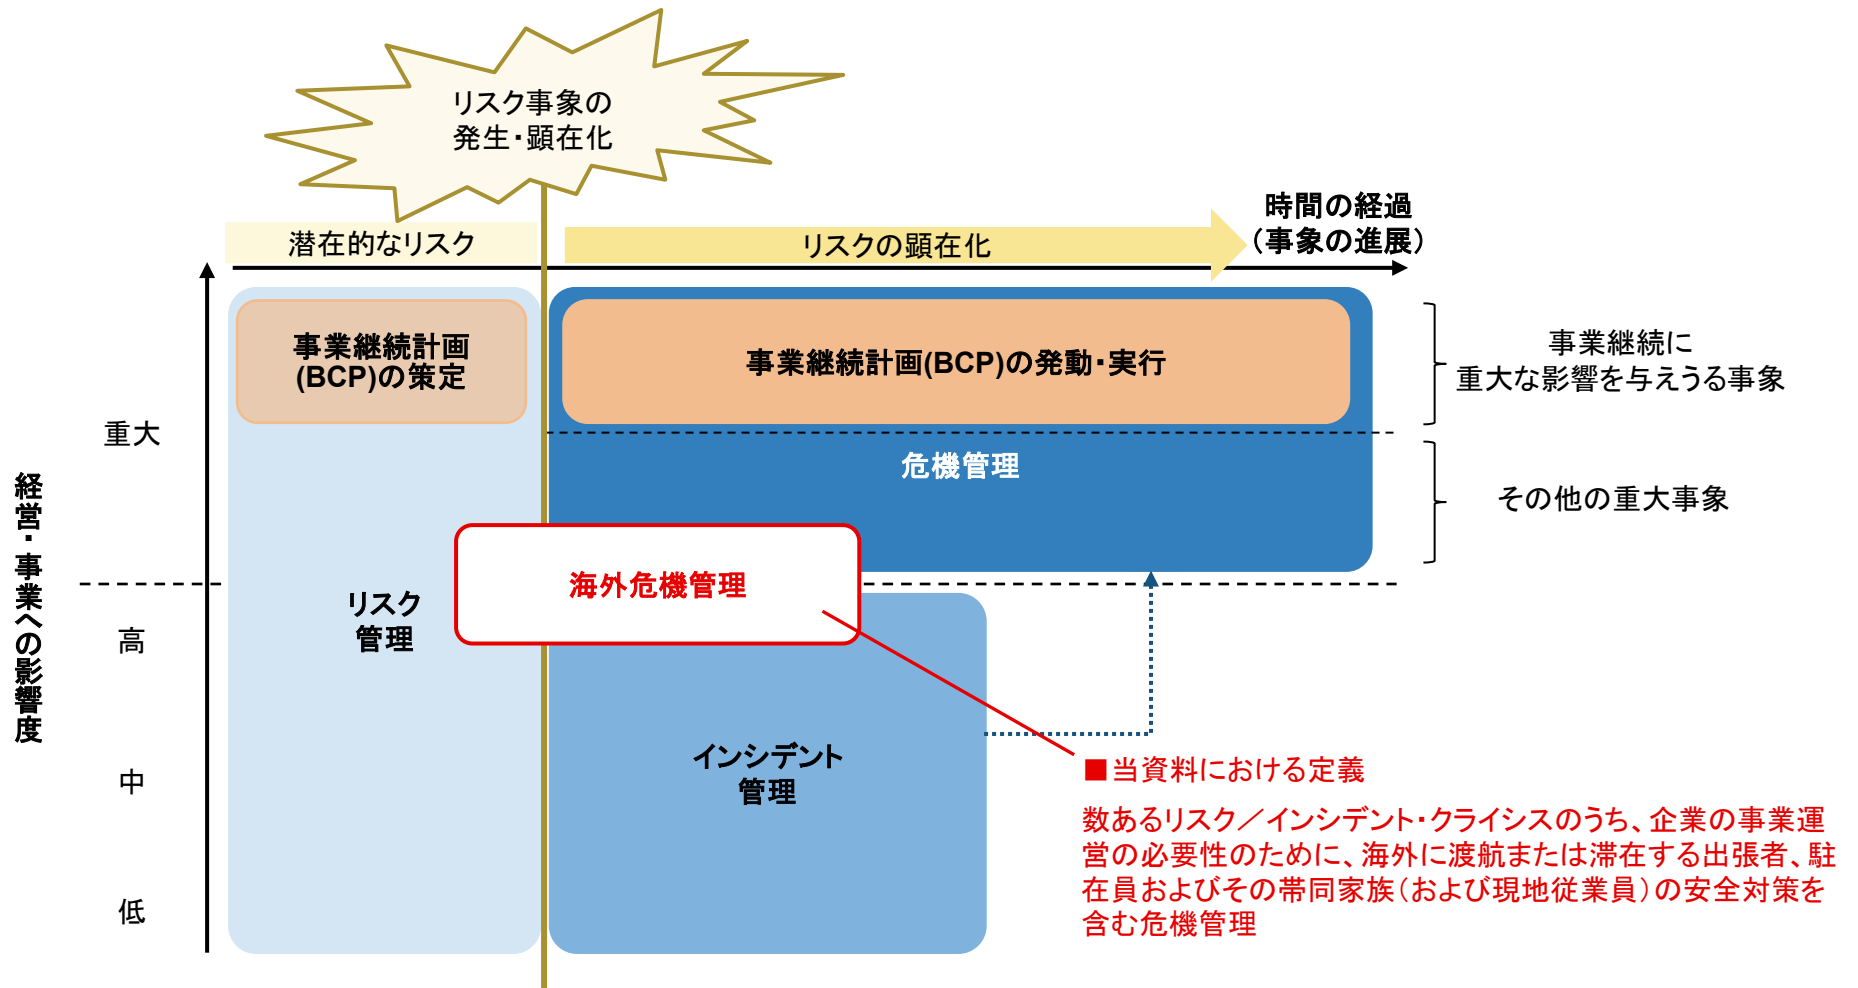 リスク事象の
発生・顕在化
時間の経過
（事象の進展）
潜在的なリスク
リスクの顕在化
事業継続計画
(BCP)の策定
事業継続計画(BCP)の発動・実行
事業継続に
重大な影響を与えうる事象
重大
危機管理
その他の重大事象
経営・事業への影響度
海外危機管理
リスク
管理
高
インシデント
管理
中
低
■当資料における定義
数あるリスク／インシデント・クライシスのうち、企業の事業運
営の必要性のために、海外に渡航または滞在する出張者、駐
在員およびその帯同家族（および現地従業員）の安全対策を
含む危機管理